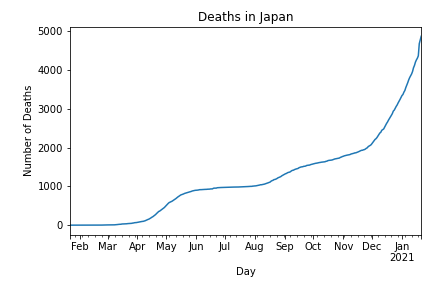 Deaths in Japan
Number of Deaths
5000
4000
3000
2000
1000
0
Feb Mar Apr May Jun Jul Aug Sep Oct Nov Dec Jan
2021
Day